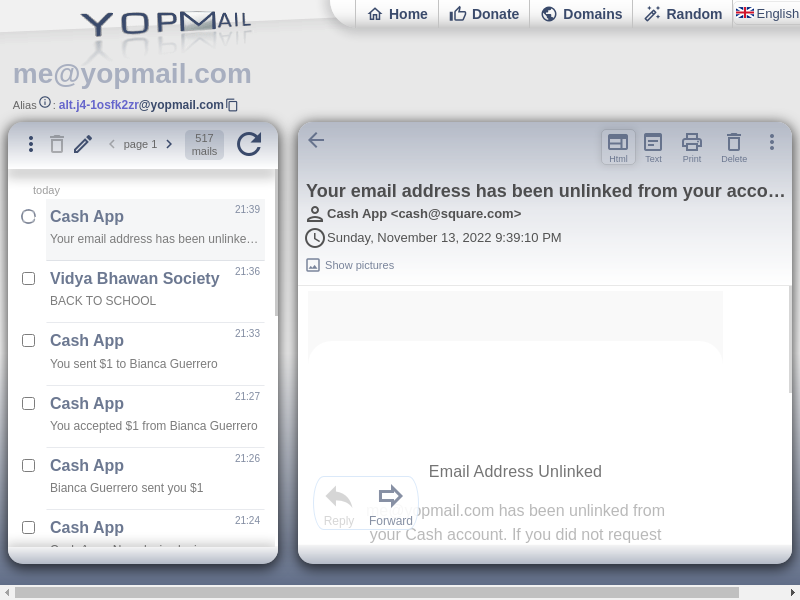 YOPMAIL
Home
Donate
Domains
Random
English
me@yopmail.com
Alias : alt.j4-1osfk2zr@yopmail.com
page 1
517
mails
today
Cash App 21:39
Your email address has been unlinke…
Vidya Bhawan Society 21:36
BACK TO SCHOOL
Cash App 21:33
You sent $1 to Bianca Guerrero
Cash App 21:27
You accepted $1 from Bianca Guerrero
Cash App 21:26
Bianca Guerrero sent you $1
Cash App 21:24
Html
Text
Print
Delete
Your email address has been unlinked from your acco…
Cash App <cash@square.com>
Sunday, November 13, 2022 9:39:10 PM
Show pictures
Email Address Unlinked
opmail.com has been unlinked from
your Cash account. If you did not request
Reply
Forward